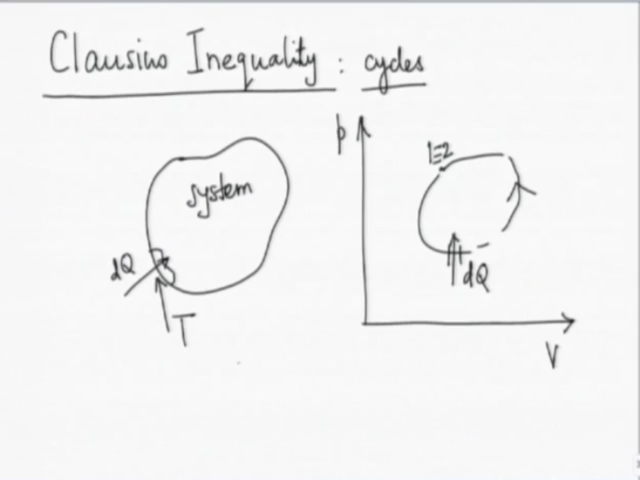 Clausius Inequality : cycles
system
dQ
T
p
1≡2
dQ
V